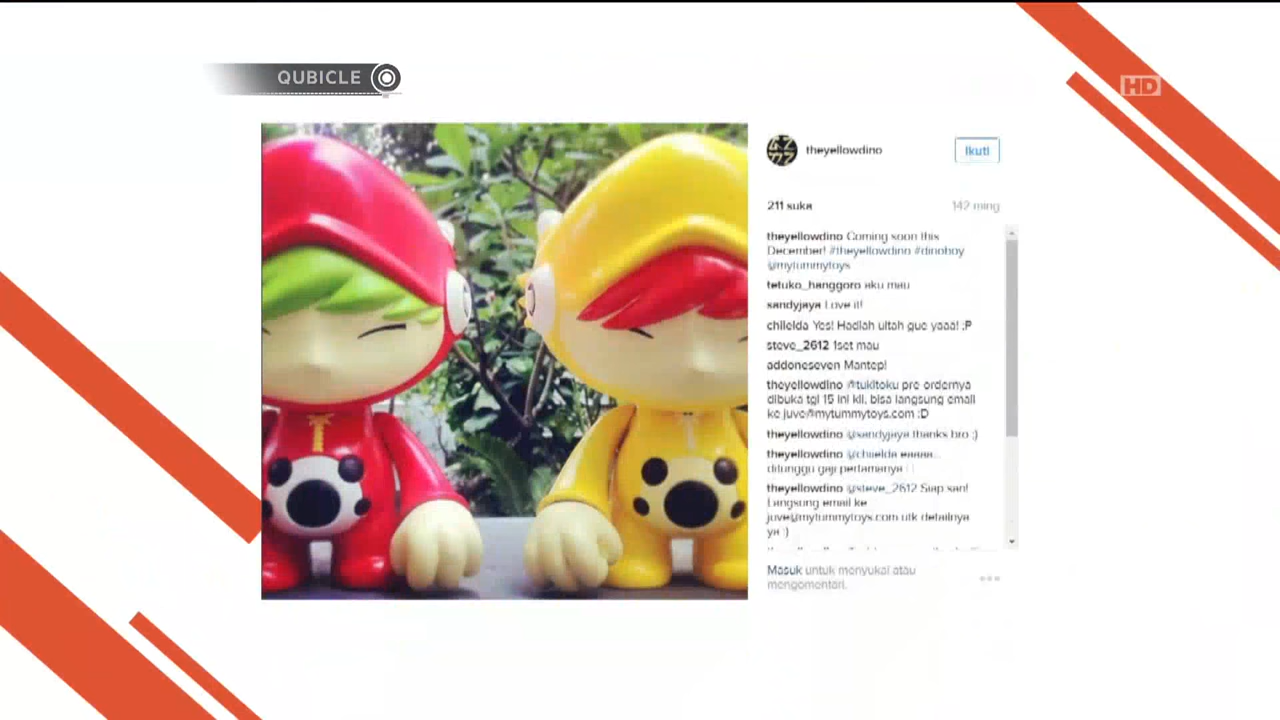 QUBICLE
HD
theyellowdino
Ikuti
211 suka
142 ming
theyellowdino Coming soon this
December! #theyellowdino #dinoboy
@mytummytoys
tetuko_hanggoro aku mau
sandyjaya Love it!
chilelda Yes! Hadiah ultah gue yaaa! :P
steve_2612 1set mau
addoneseven Mantep!
theyellowdino @tukitoku pre ordernya
dibuka tgl 15 ini kii. bisa langsung email
ke juve@mytummytoys.com :D
theyellowdino @sandyjaya thanks bro :)
theyellowdino @chilelda eaaaa..
ditunggu gaji pertamanya
theyellowdino @steve_2612 Siap san!
Langsung email ke
juve@mytummytoys.com utk detailnya
ya :)
Masuk untuk menyukai atau
mengomentari.